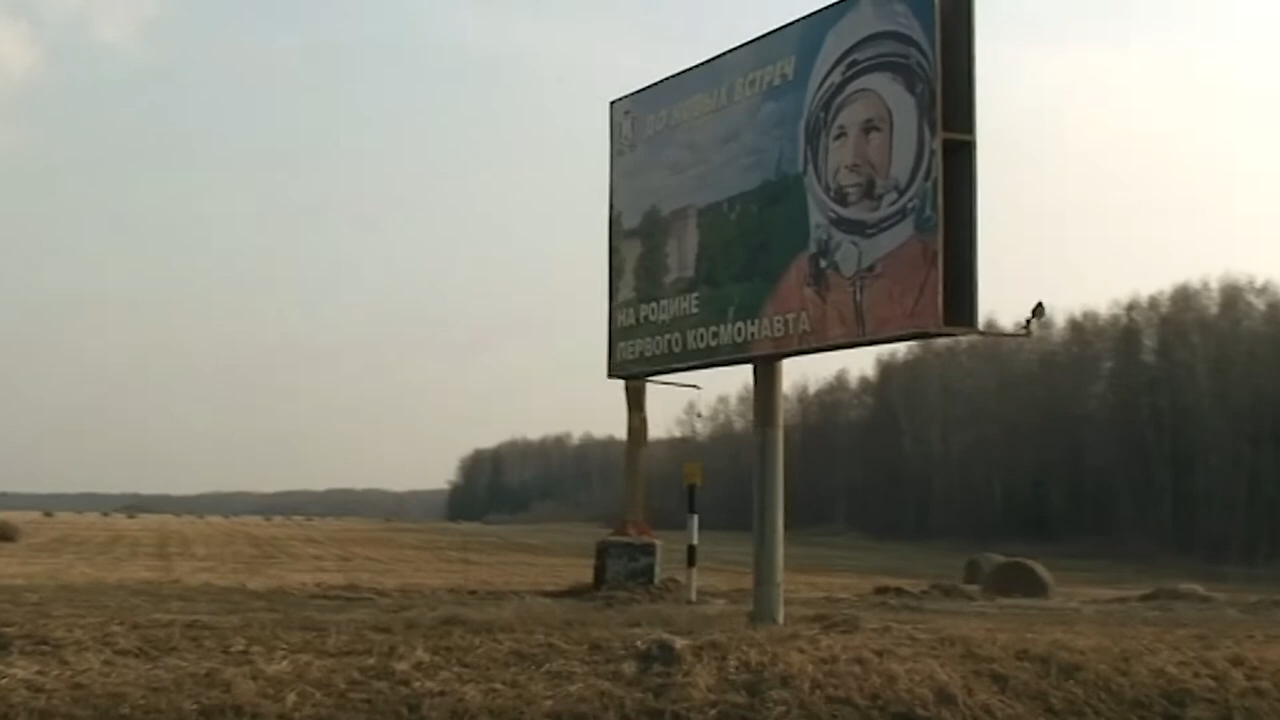 ДО НОВЫХ ВСТРЕЧ
НА РОДИНЕ
ПЕРВОГО КОСМОНАВТА